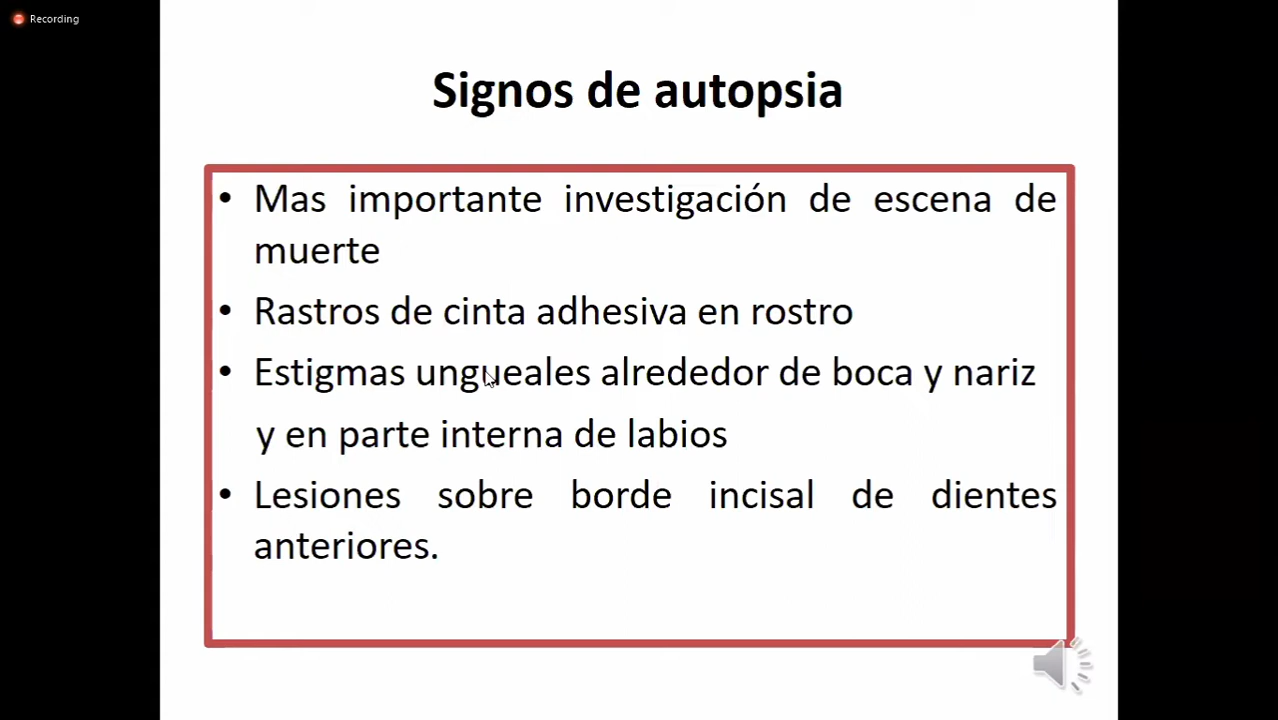 Recording
Signos de autopsia
• Mas importante investigación de escena de
muerte
• Rastros de cinta adhesiva en rostro
• Estigmas ungueales alrededor de boca y nariz
y en parte interna de labios
• Lesiones sobre borde incisal de dientes
anteriores.